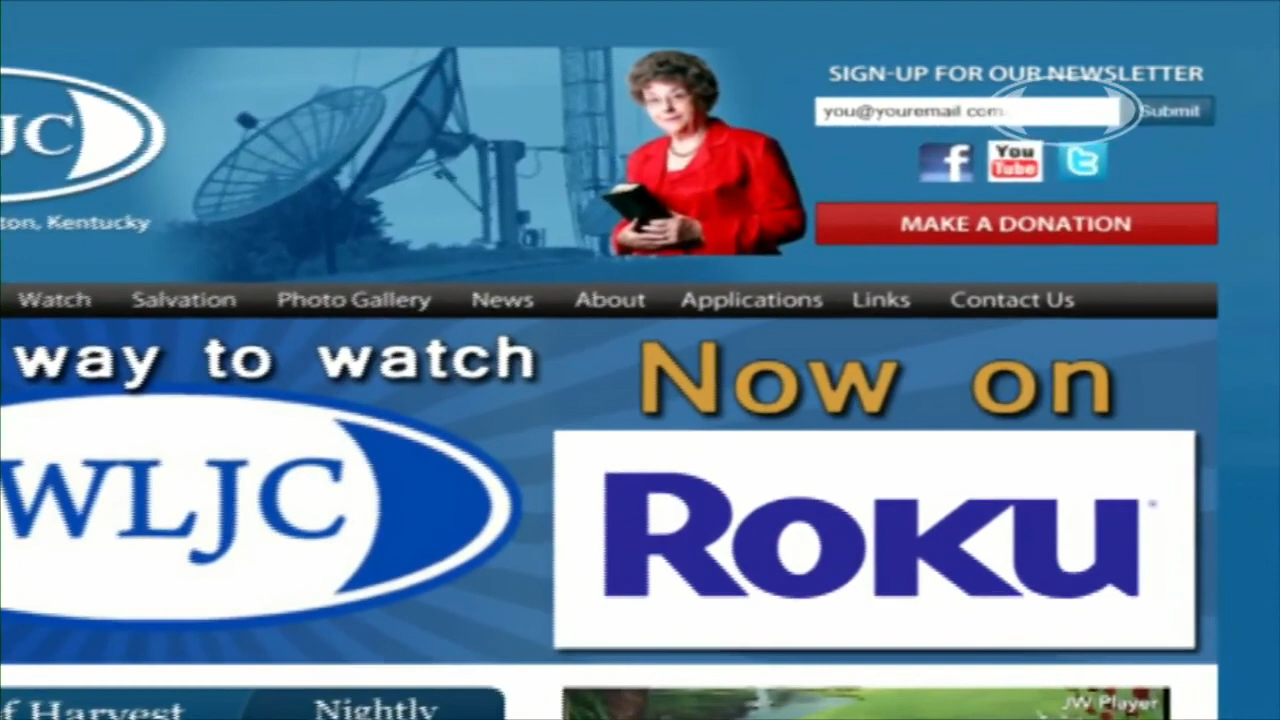 SIGN-UP FOR OUR NEWSLETTER
you@youremail com
Submit
JC
f
You
Tube
t
ton, Kentucky
MAKE A DONATION
Watch Salvation Photo Gallery News About Applications Links Contact Us
way to watch
Now on
WLJC
ROKU
f Harvest
Nightly
JW Player